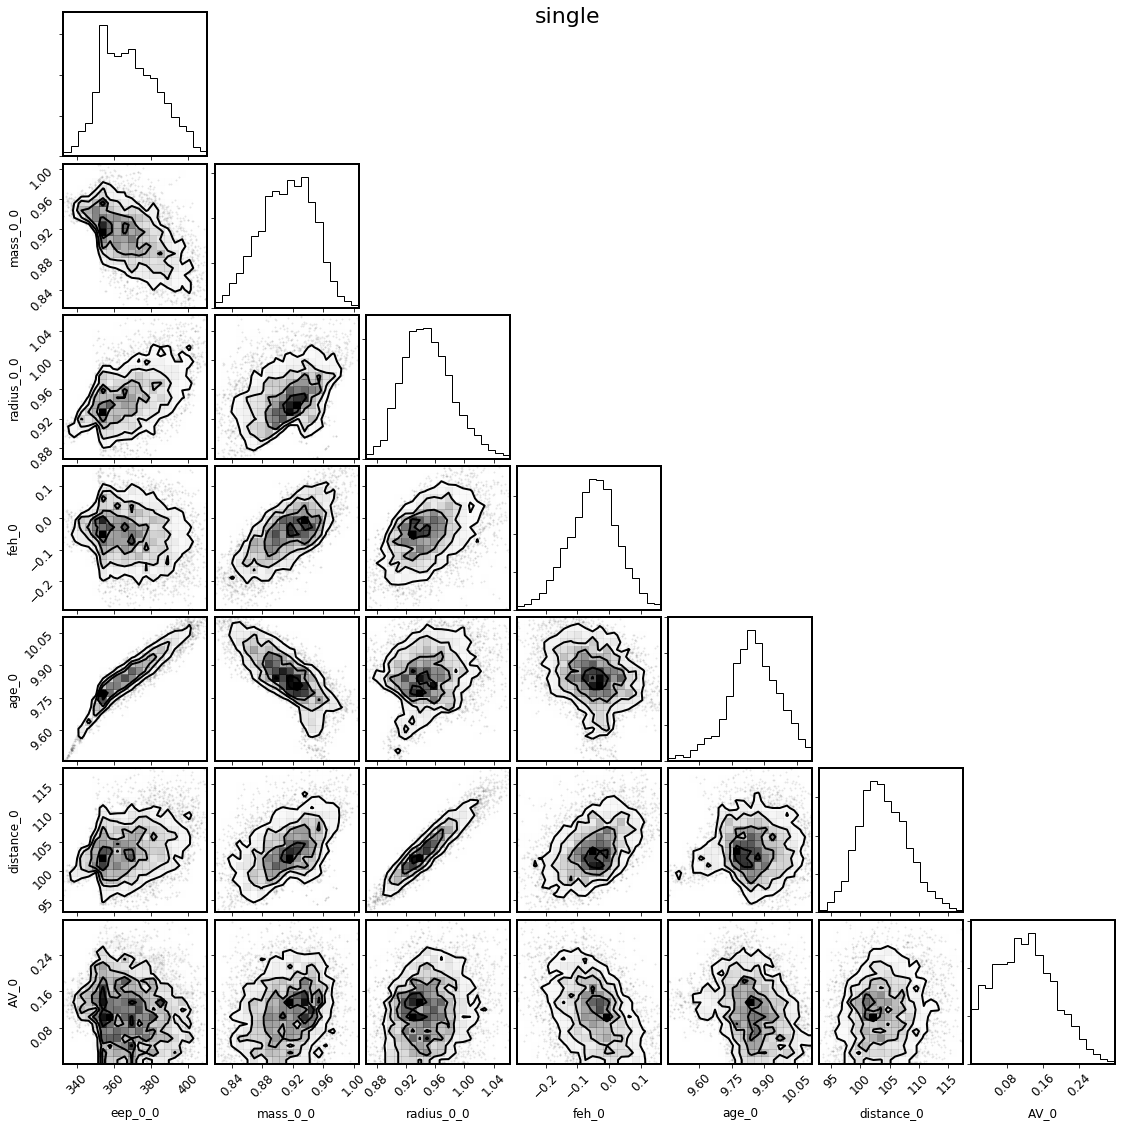 single
mass_0_0
1.00
0.96
0.92
0.88
0.84
radius_0_0
1.04
1.00
0.96
0.92
0.88
feh_0
0.1
0.0
−0.1
−0.2
age_0
10.05
9.90
9.75
9.60
distance_0
115
110
105
100
95
AV_0
0.24
0.16
0.08
340 360 380 400 0.84 0.88 0.92 0.96 1.00 0.88 0.92 0.96 1.00 1.04 −0.2 −0.1 0.0 0.1 9.60 9.75 9.90 10.05 95 100 105 110 115 0.08 0.16 0.24
eep_0_0 mass_0_0 radius_0_0 feh_0 age_0 distance_0 AV_0